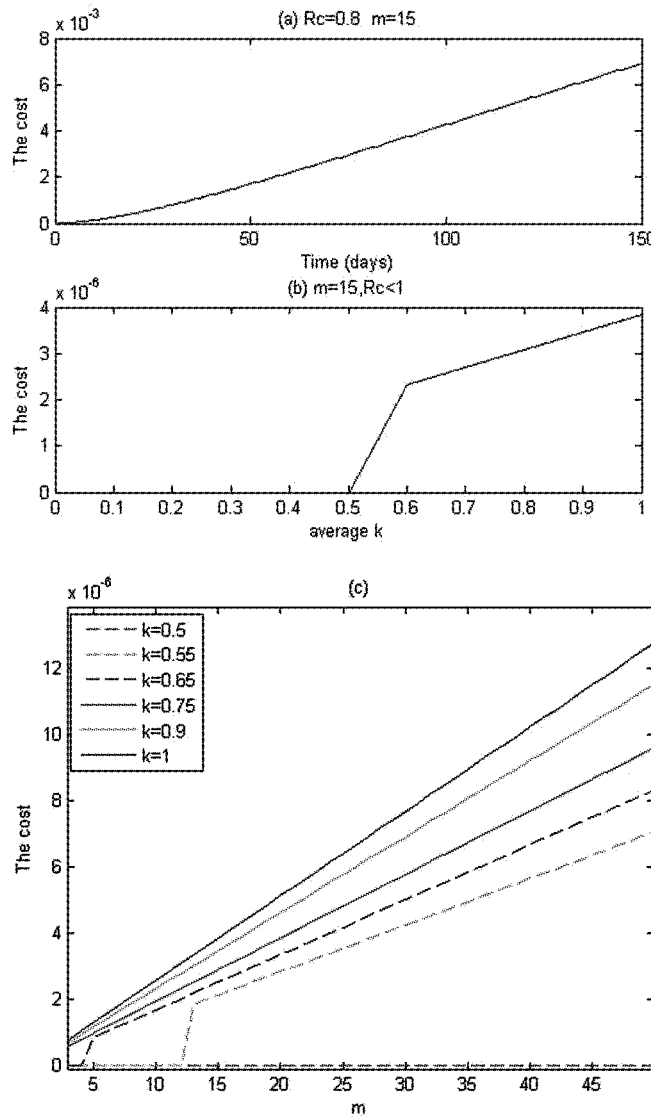 (a) Rc=0.8 m=15
x 10^-3
8
6
4
2
0
The cost
0 50 100 150
Time (days)
(b) m=15,Rc<1
x 10^-6
4
3
2
1
0
The cost
0 0.1 0.2 0.3 0.4 0.5 0.6 0.7 0.8 0.9 1
average k
(c)
x 10^-6
k=0.5
k=0.55
k=0.65
k=0.75
k=0.9
k=1
12
10
8
6
4
2
0
The cost
5 10 15 20 25 30 35 40 45
m